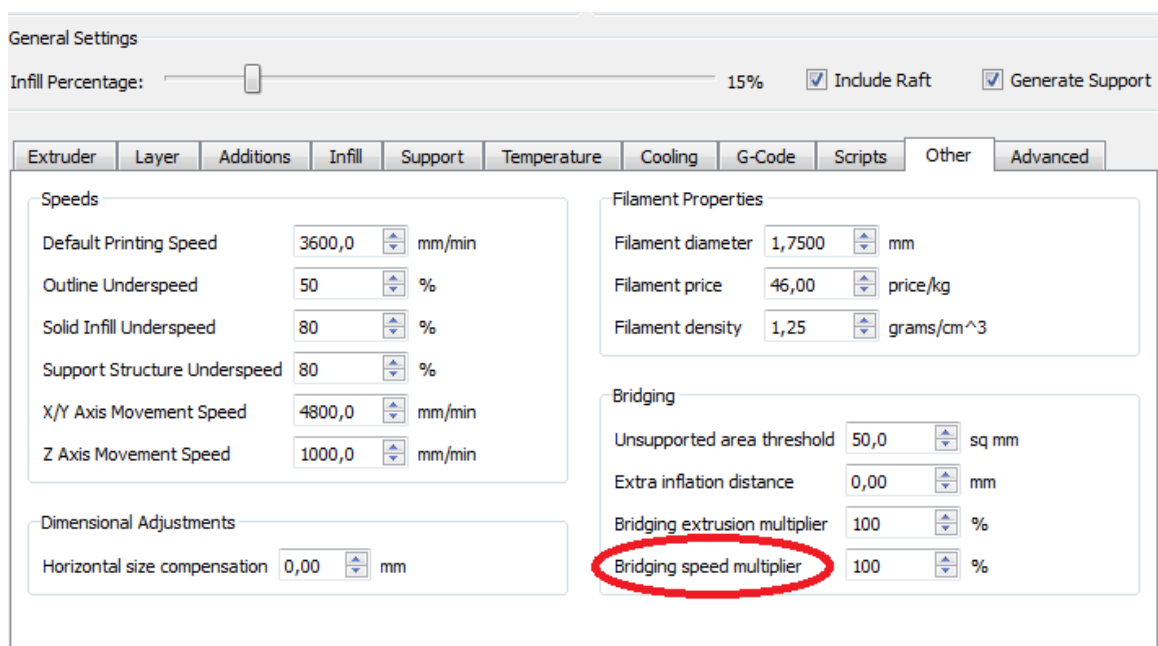 General Settings
Infill Percentage: 15% Include Raft Generate Support
Extruder Layer Additions Infill Support Temperature Cooling G-Code Scripts Other Advanced
Speeds
Default Printing Speed 3600,0 mm/min
Outline Underspeed 50 %
Solid Infill Underspeed 80 %
Support Structure Underspeed 80 %
X/Y Axis Movement Speed 4800,0 mm/min
Z Axis Movement Speed 1000,0 mm/min
Dimensional Adjustments
Horizontal size compensation 0,00 mm
Filament Properties
Filament diameter 1,7500 mm
Filament price 46,00 price/kg
Filament density 1,25 grams/cm^3
Bridging
Unsupported area threshold 50,0 sq mm
Extra inflation distance 0,00 mm
Bridging extrusion multiplier 100 %
Bridging speed multiplier 100 %